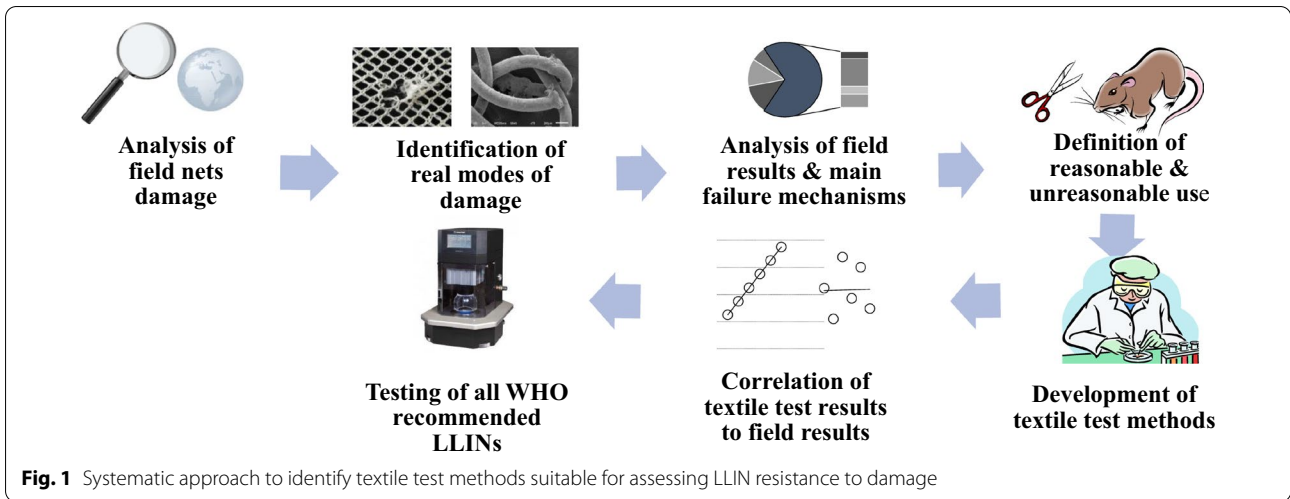 Analysis of
field nets
damage
Identification of
real modes of
damage
Analysis of field
results & main
failure mechanisms
Definition of
reasonable &
unreasonable use
Development of
textile test methods
Correlation of
textile test results
to field results
Testing of all WHO
recommended
LLINs
Fig. 1 Systematic approach to identify textile test methods suitable for assessing LLIN resistance to damage